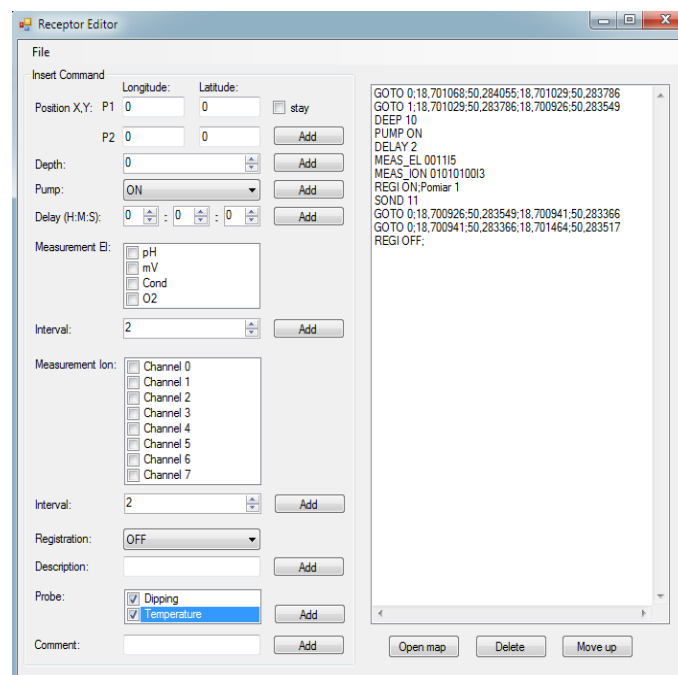 Receptor Editor
File
Insert Command
Longitude: Latitude:
Position X,Y: P1 0 0 stay
P2 0 0 Add
Depth: 0 Add
Pump: ON Add
Delay (H:M:S): 0 : 0 : 0 Add
Measurement El: pH
mV
Cond
O2
Interval: 2 Add
Measurement Ion: Channel 0
Channel 1
Channel 2
Channel 3
Channel 4
Channel 5
Channel 6
Channel 7
Interval: 2 Add
Registration: OFF
Description: Add
Probe: Dipping
Temperature Add
Comment: Add
GOTO 0;18,701068;50,284055;18,701029;50,283786
GOTO 1;18,701029;50,283786;18,700926;50,283549
DEEP 10
PUMP ON
DELAY 2
MEAS_EL 0011I5
MEAS_ION 01010100I3
REGI ON;Pomiar 1
SOND 11
GOTO 0;18,700926;50,283549;18,700941;50,283366
GOTO 0;18,700941;50,283366;18,701464;50,283517
REGI OFF;
Open map Delete Move up